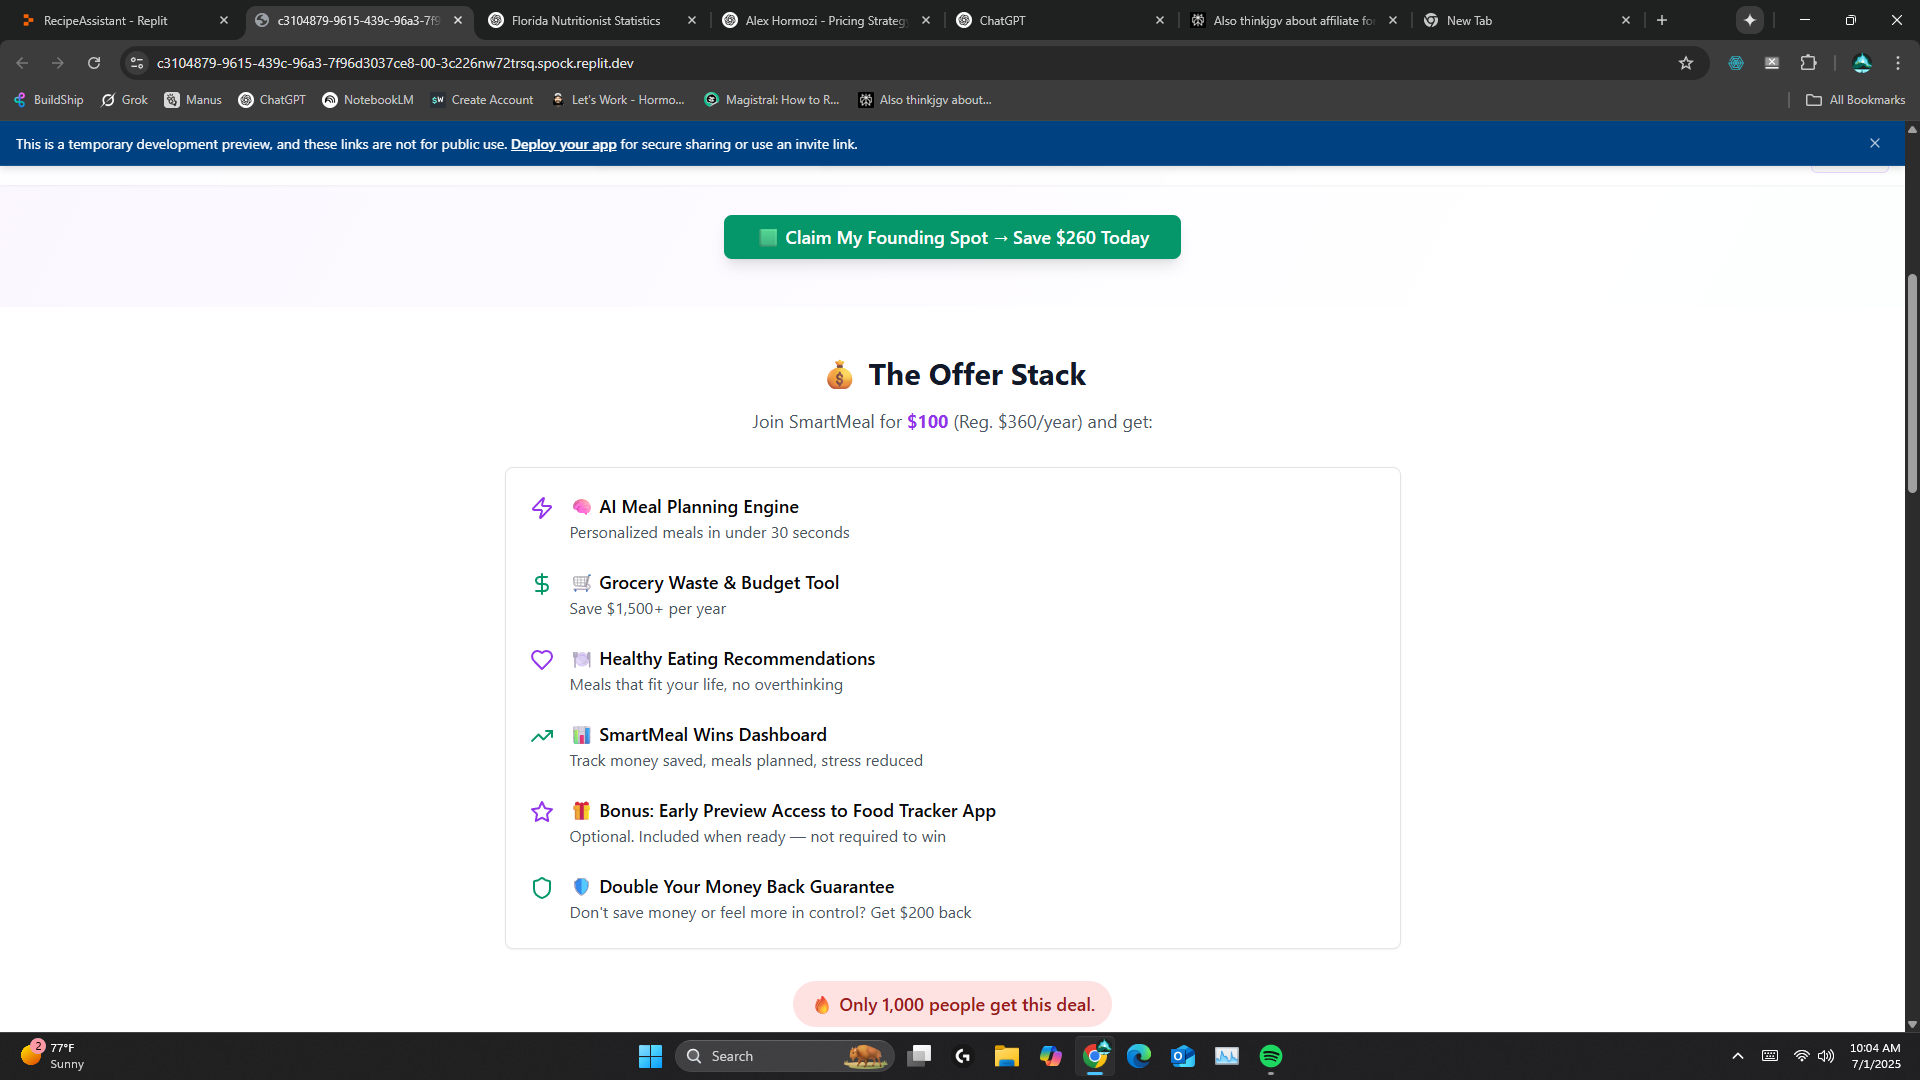 RecipeAssistant - Replit
c3104879-9615-439c-96a3-7f9
Florida Nutritionist Statistics
Alex Hormozi - Pricing Strateg
ChatGPT
Also thinkjgv about affiliate fo
New Tab
c3104879-9615-439c-96a3-7f96d3037ce8-00-3c226nw72trsq.spock.replit.dev
BuildShip
Grok
Manus
ChatGPT
NotebookLM
Create Account
Let's Work - Hormo...
Magistral: How to R...
Also thinkjgv about...
All Bookmarks
This is a temporary development preview, and these links are not for public use. Deploy your app for secure sharing or use an invite link.
Claim My Founding Spot → Save $260 Today
💰 The Offer Stack
Join SmartMeal for $100 (Reg. $360/year) and get:
🧠 AI Meal Planning Engine
Personalized meals in under 30 seconds
🛒 Grocery Waste & Budget Tool
Save $1,500+ per year
🍽️ Healthy Eating Recommendations
Meals that fit your life, no overthinking
📊 SmartMeal Wins Dashboard
Track money saved, meals planned, stress reduced
🎁 Bonus: Early Preview Access to Food Tracker App
Optional. Included when ready — not required to win
🛡️ Double Your Money Back Guarantee
Don't save money or feel more in control? Get $200 back
🔥 Only 1,000 people get this deal.
2
77°F
Sunny
Search
10:04 AM
7/1/2025